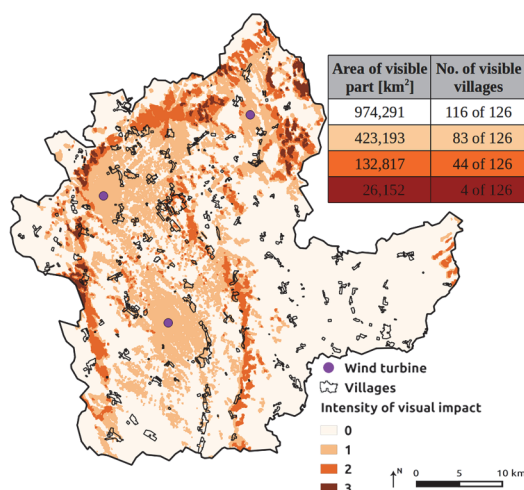 Area of visible part [km²] No. of visible villages
974,291 116 of 126
423,193 83 of 126
132,817 44 of 126
26,152 4 of 126
Wind turbine
Villages
Intensity of visual impact
0
1
2
3
N 0 5 10 km